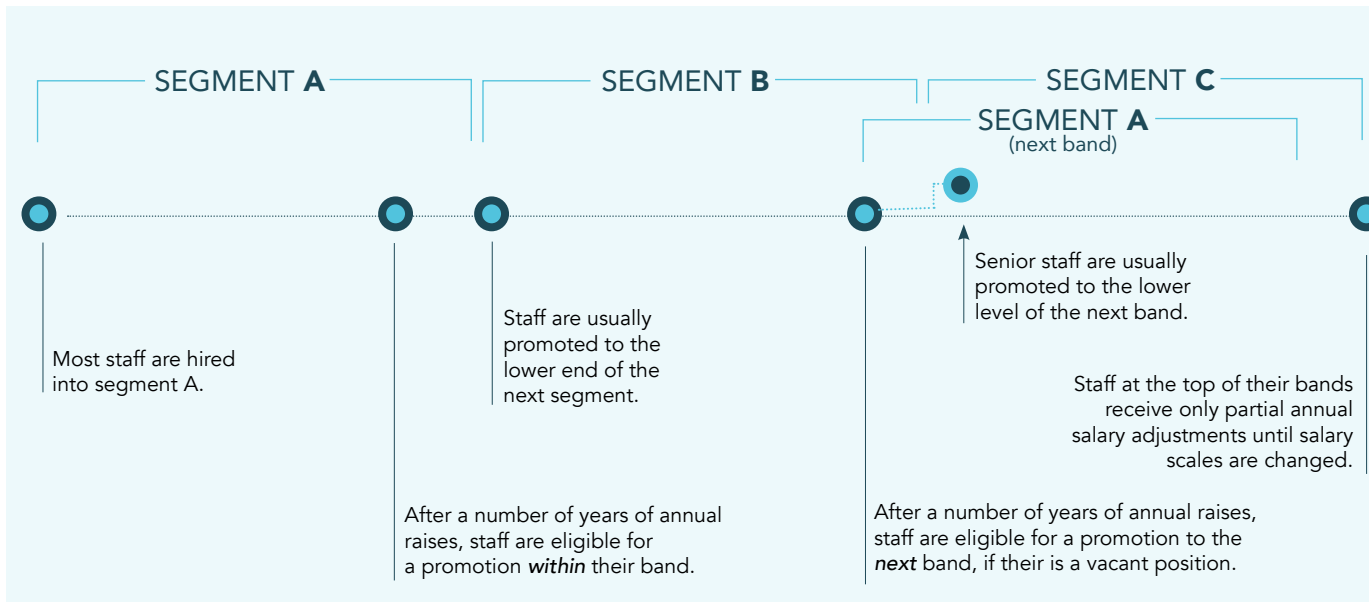 SEGMENT A
SEGMENT B
SEGMENT C
SEGMENT A
(next band)
Most staff are hired
into segment A.
After a number of years of annual
raises, staff are eligible for
a promotion within their band.
Staff are usually
promoted to the
lower end of the
next segment.
After a number of years of annual raises,
staff are eligible for a promotion to the
next band, if their is a vacant position.
Senior staff are usually
promoted to the lower
level of the next band.
Staff at the top of their bands
receive only partial annual
salary adjustments until salary
scales are changed.